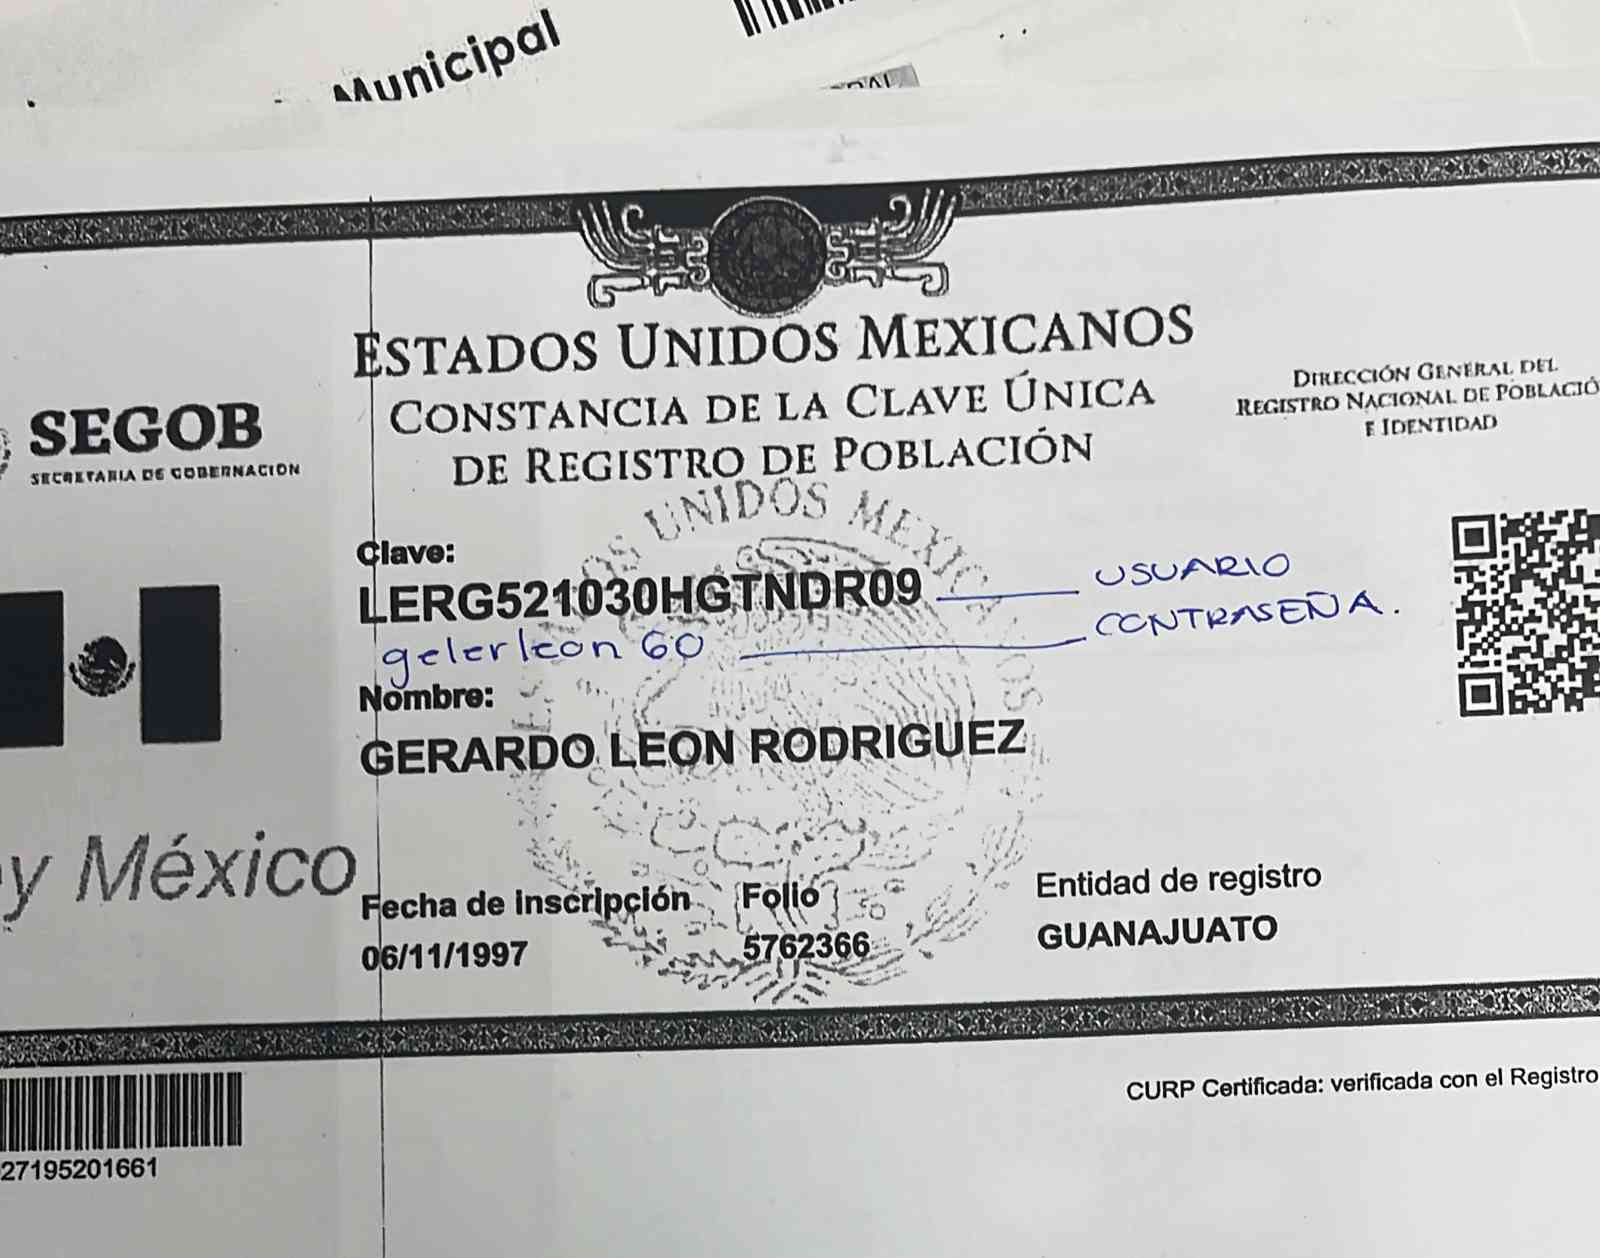 Municipal
ESTADOS UNIDOS MEXICANOS
CONSTANCIA DE LA CLAVE ÚNICA
DE REGISTRO DE POBLACIÓN
SEGOB
SECRETARIA DE GOBERNACION
DIRECCIÓN GENERAL DEL
REGISTRO NACIONAL DE POBLACIÓ
E IDENTIDAD
UNIDOS MEXICANOS
Clave:
LERG521030HGTNDR09 USUARIO
gelerleon 60 CONTRASEÑA.
Nombre:
GERARDO LEON RODRIGUEZ
y México
Fecha de inscripción Folio Entidad de registro
06/11/1997 5762366 GUANAJUATO
27195201661
CURP Certificada: verificada con el Registro